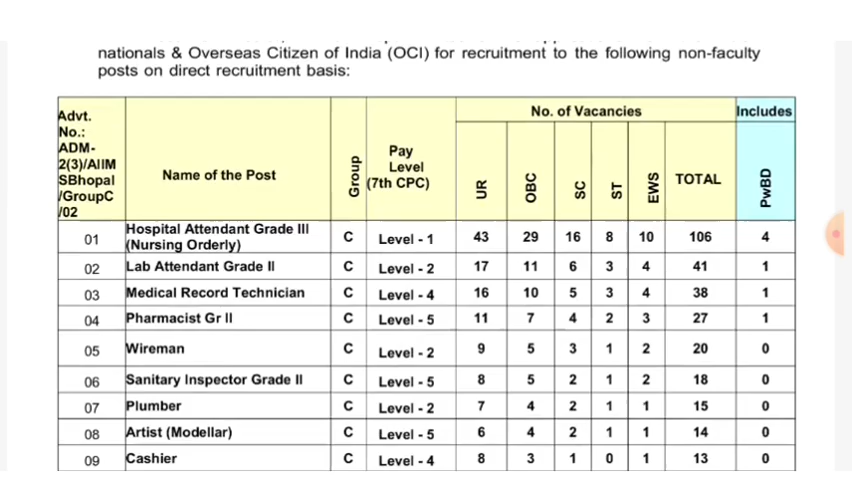 nationals & Overseas Citizen of India (OCI) for recruitment to the following non-faculty
posts on direct recruitment basis:
Advt. No.: ADM-2(3)/AIIMSBhopal/GroupC/02 Name of the Post Group Pay Level (7th CPC) No. of Vacancies Includes
UR OBC SC ST EWS TOTAL PwBD
01 Hospital Attendant Grade III (Nursing Orderly) C Level - 1 43 29 16 8 10 106 4
02 Lab Attendant Grade II C Level - 2 17 11 6 3 4 41 1
03 Medical Record Technician C Level - 4 16 10 5 3 4 38 1
04 Pharmacist Gr II C Level - 5 11 7 4 2 3 27 1
05 Wireman C Level - 2 9 5 3 1 2 20 0
06 Sanitary Inspector Grade II C Level - 5 8 5 2 1 2 18 0
07 Plumber C Level - 2 7 4 2 1 1 15 0
08 Artist (Modellar) C Level - 5 6 4 2 1 1 14 0
09 Cashier C Level - 4 8 3 1 0 1 13 0